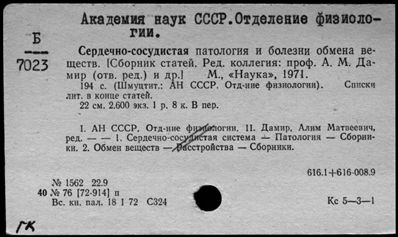 Академия наук СССР.Отделение физиоло-
гии.
Б
7023
Сердечно-сосудистая патология и болезни обмена ве-
ществ. [Сборник статей. Ред. коллегия: проф. А. М. Да-
мир (отв. ред.) и др.] М., «Наука», 1971.
194 с. (Шмуцтит.: АН СССР. Отд-ние физиологии). Списки
лит. в конце статей.
22 см. 2.600 экз. 1 р. 8 к. В пер.
I. АН СССР. Отд-ние физиологии. II. Дамир, Алим Матвеевич,
ред. — — 1. Сердечно-сосудистая система — Патология — Сборни-
ки. 2. Обмен веществ — Расстройства — Сборники.
616.1+616-008.9
№ 1562 22.9
40 № 76 [72-914] п
Вс. кн. пал. 18 I 72 С324
Кс 5—3—1
ГК